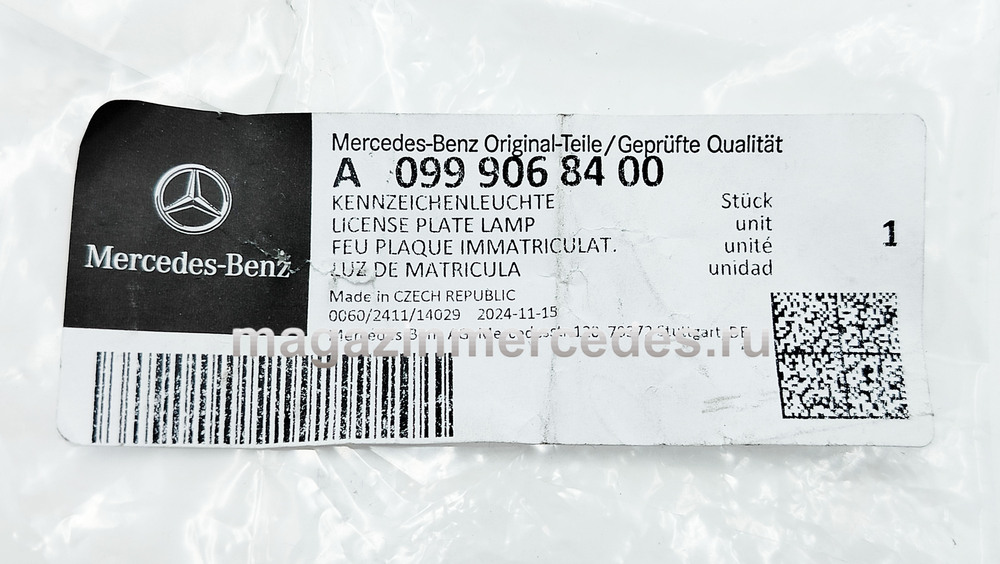 Mercedes-Benz Original-Teile/Geprüfte Qualität
A 099 906 84 00
KENNZEICHENLEUCHTE Stück
LICENSE PLATE LAMP unit
FEU PLAQUE IMMATRICULAT. unité
LUZ DE MATRICULA unidad
1
Mercedes-Benz
Made in CZECH REPUBLIC
0060/2411/14029 2024-11-15
Stuttgart, DE
magazinmercedes.ru